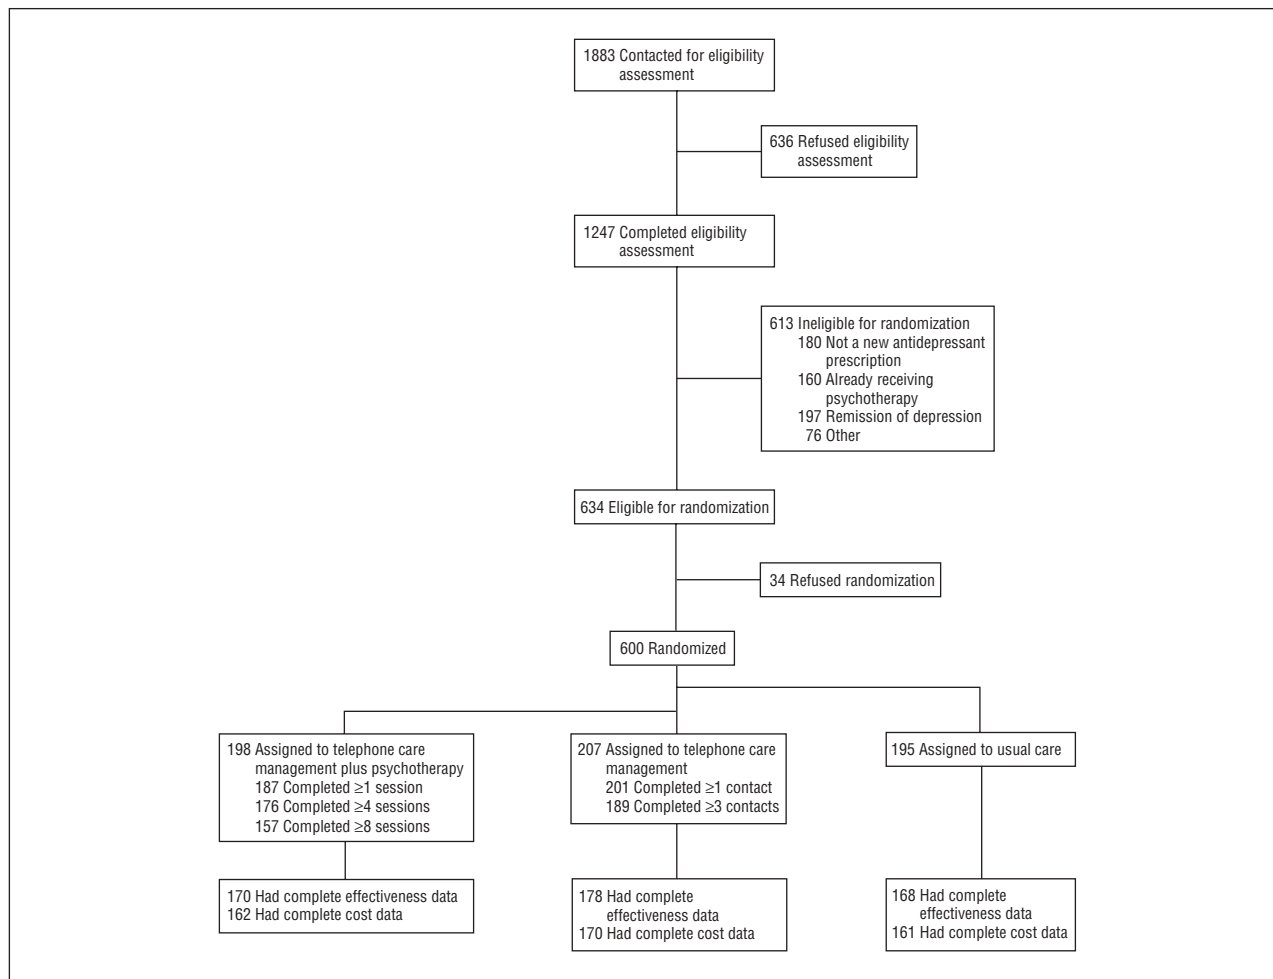 1883 Contacted for eligibility
assessment
636 Refused eligibility
assessment
1247 Completed eligibility
assessment
613 Ineligible for randomization
180 Not a new antidepressant
prescription
160 Already receiving
psychotherapy
197 Remission of depression
76 Other
634 Eligible for randomization
34 Refused randomization
600 Randomized
198 Assigned to telephone care
management plus psychotherapy
187 Completed ≥1 session
176 Completed ≥4 sessions
157 Completed ≥8 sessions
207 Assigned to telephone care
management
201 Completed ≥1 contact
189 Completed ≥3 contacts
195 Assigned to usual care
170 Had complete effectiveness data
162 Had complete cost data
178 Had complete
effectiveness data
170 Had complete cost data
168 Had complete
effectiveness data
161 Had complete cost data